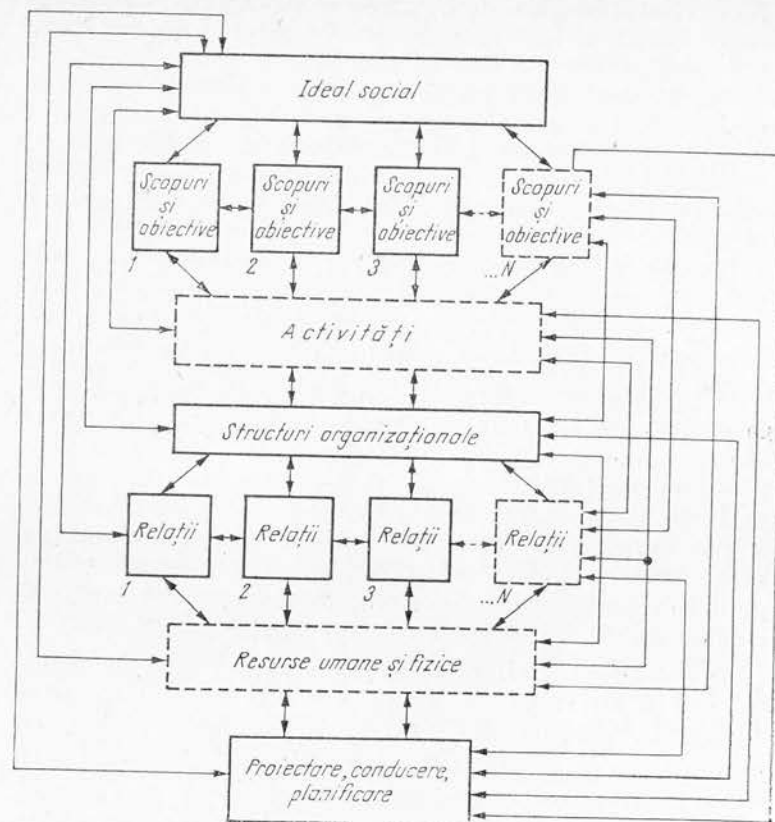 Ideal social
Scopuri
și
obiective
Scopuri
și
obiective
Scopuri
și
obiective
Scopuri
și
obiective
1
2
3
...N
Activități
Structuri organizaționale
Relații
Relații
Relații
Relații
1
2
3
...N
Resurse umane și fizice
Proiectare, conducere,
planificare